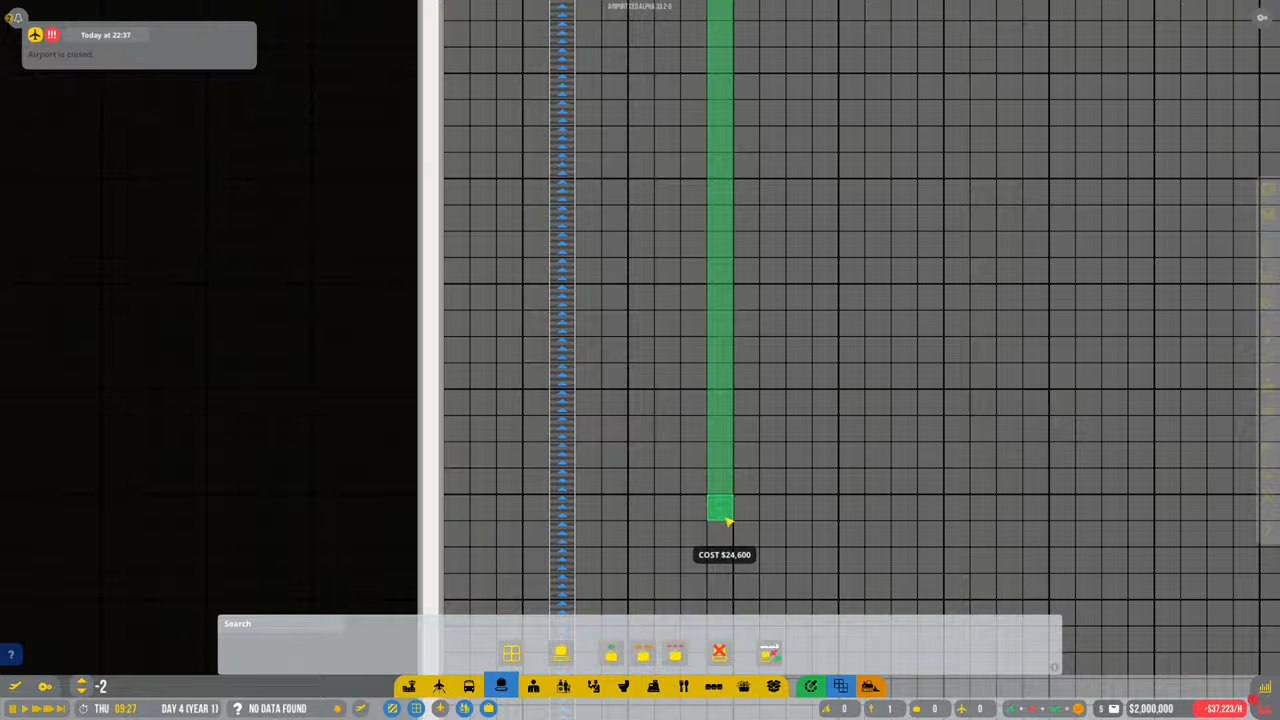 AIRPORT CEO ALPHA 33.2-0
2
!!! Today at 22:37
Airport is closed.
COST $24,600
Search
?
-2
THU 09:27 DAY 4 (YEAR 1) ? NO DATA FOUND 0 1 0 0 5 $2,000,000 -$37,223/H